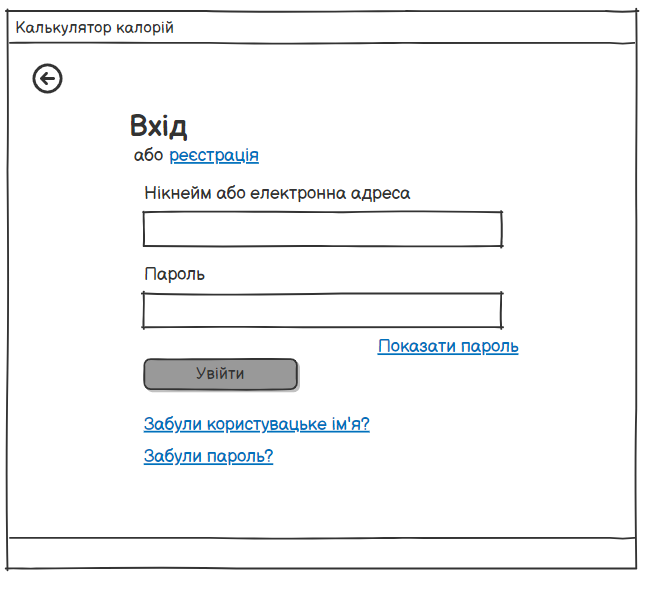 Калькулятор калорій
Вхід
або реєстрація
Нікнейм або електронна адреса
Пароль
Показати пароль
Увійти
Забули користувацьке ім'я?
Забули пароль?